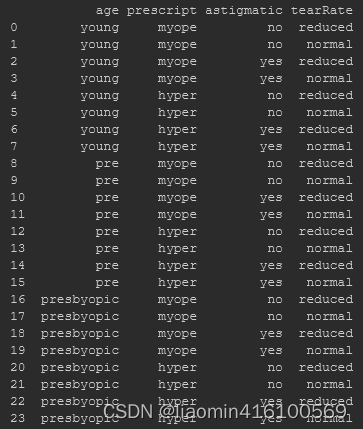 age prescript astigmatic tearRate
0 young myope no reduced
1 young myope no normal
2 young myope yes reduced
3 young myope yes normal
4 young hyper no reduced
5 young hyper no normal
6 young hyper yes reduced
7 young hyper yes normal
8 pre myope no reduced
9 pre myope no normal
10 pre myope yes reduced
11 pre myope yes normal
12 pre hyper no reduced
13 pre hyper no normal
14 pre hyper yes reduced
15 pre hyper yes normal
16 presbyopic myope no reduced
17 presbyopic myope no normal
18 presbyopic myope yes reduced
19 presbyopic myope yes normal
20 presbyopic hyper no reduced
21 presbyopic hyper no normal
22 presbyopic hyper yes reduced
23 presbyopic hyper yes normal
CSDN @liaomin416100569